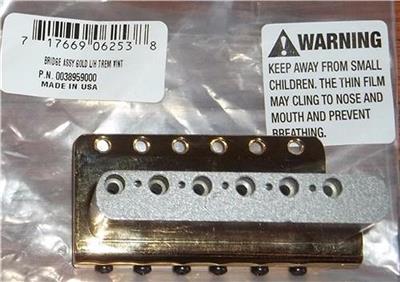 7 17669 06253 8
BRIDGE ASSY GOLD L/H TREM VINT
P.N. 0038959000
MADE IN USA
WARNING
KEEP AWAY FROM SMALL
CHILDREN. THE THIN FILM
MAY CLING TO NOSE AND
MOUTH AND PREVENT
BREATHING.